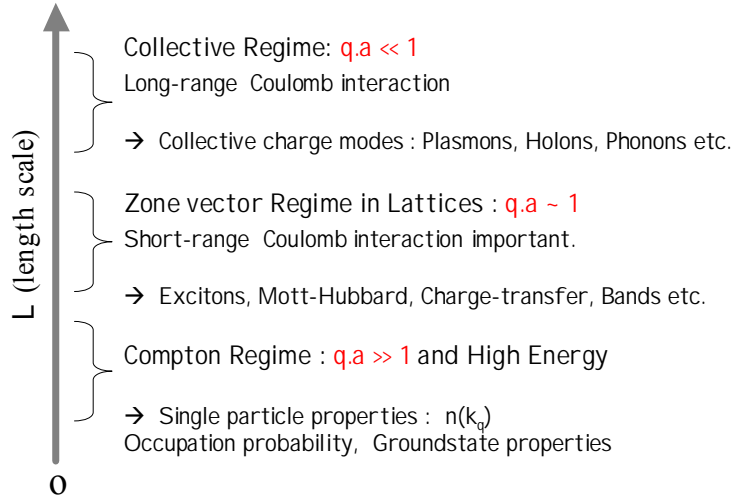 Collective Regime: q.a << 1
Long-range Coulomb interaction
→ Collective charge modes : Plasmons, Holons, Phonons etc.
Zone vector Regime in Lattices : q.a ~ 1
Short-range Coulomb interaction important.
→ Excitons, Mott-Hubbard, Charge-transfer, Bands etc.
Compton Regime : q.a >> 1 and High Energy
→ Single particle properties : n(kq)
Occupation probability, Groundstate properties
L (length scale)
0